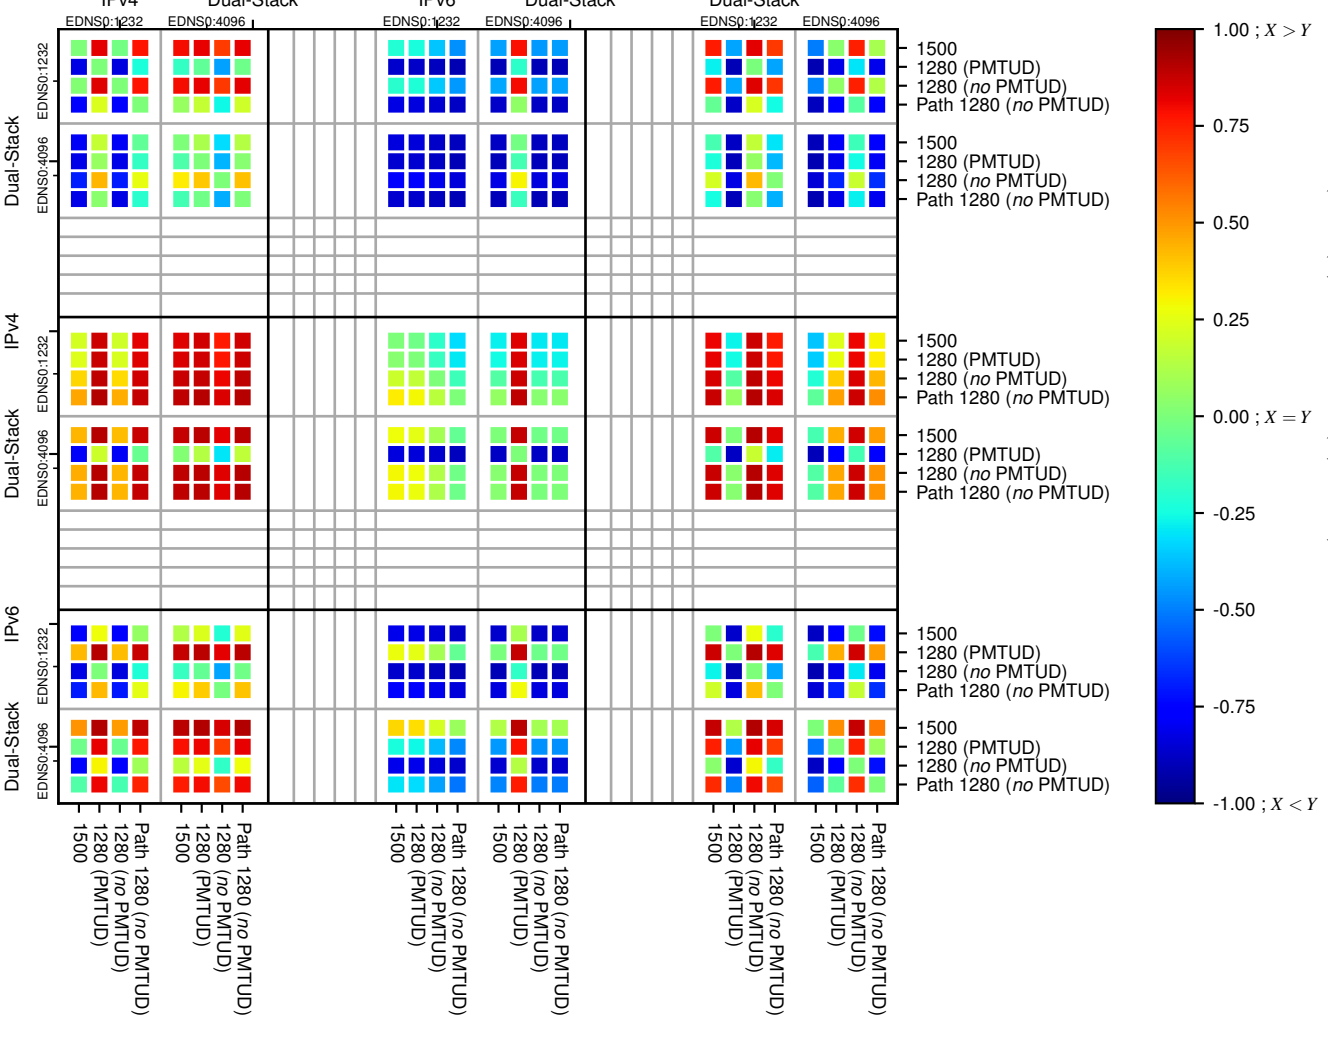 IPv4 Dual-Stack IPv6 Dual-Stack Dual-Stack
EDNS0:1232 EDNS0:4096 EDNS0:1232 EDNS0:4096 EDNS0:1232 EDNS0:4096
Dual-Stack
EDNS0:1232
1500
1280 (PMTUD)
1280 (no PMTUD)
Path 1280 (no PMTUD)
EDNS0:4096
1500
1280 (PMTUD)
1280 (no PMTUD)
Path 1280 (no PMTUD)
IPv4
Dual-Stack
EDNS0:1232
1500
1280 (PMTUD)
1280 (no PMTUD)
Path 1280 (no PMTUD)
EDNS0:4096
1500
1280 (PMTUD)
1280 (no PMTUD)
Path 1280 (no PMTUD)
IPv6
Dual-Stack
EDNS0:1232
1500
1280 (PMTUD)
1280 (no PMTUD)
Path 1280 (no PMTUD)
EDNS0:4096
1500
1280 (PMTUD)
1280 (no PMTUD)
Path 1280 (no PMTUD)
1500
1280 (PMTUD)
1280 (no PMTUD)
Path 1280 (no PMTUD)
1500
1280 (PMTUD)
1280 (no PMTUD)
Path 1280 (no PMTUD)
1500
1280 (PMTUD)
1280 (no PMTUD)
Path 1280 (no PMTUD)
1500
1280 (PMTUD)
1280 (no PMTUD)
Path 1280 (no PMTUD)
1500
1280 (PMTUD)
1280 (no PMTUD)
Path 1280 (no PMTUD)
1500
1280 (PMTUD)
1280 (no PMTUD)
Path 1280 (no PMTUD)
1.00 ; X > Y
0.75
0.50
0.25
0.00 ; X = Y
-0.25
-0.50
-0.75
-1.00 ; X < Y